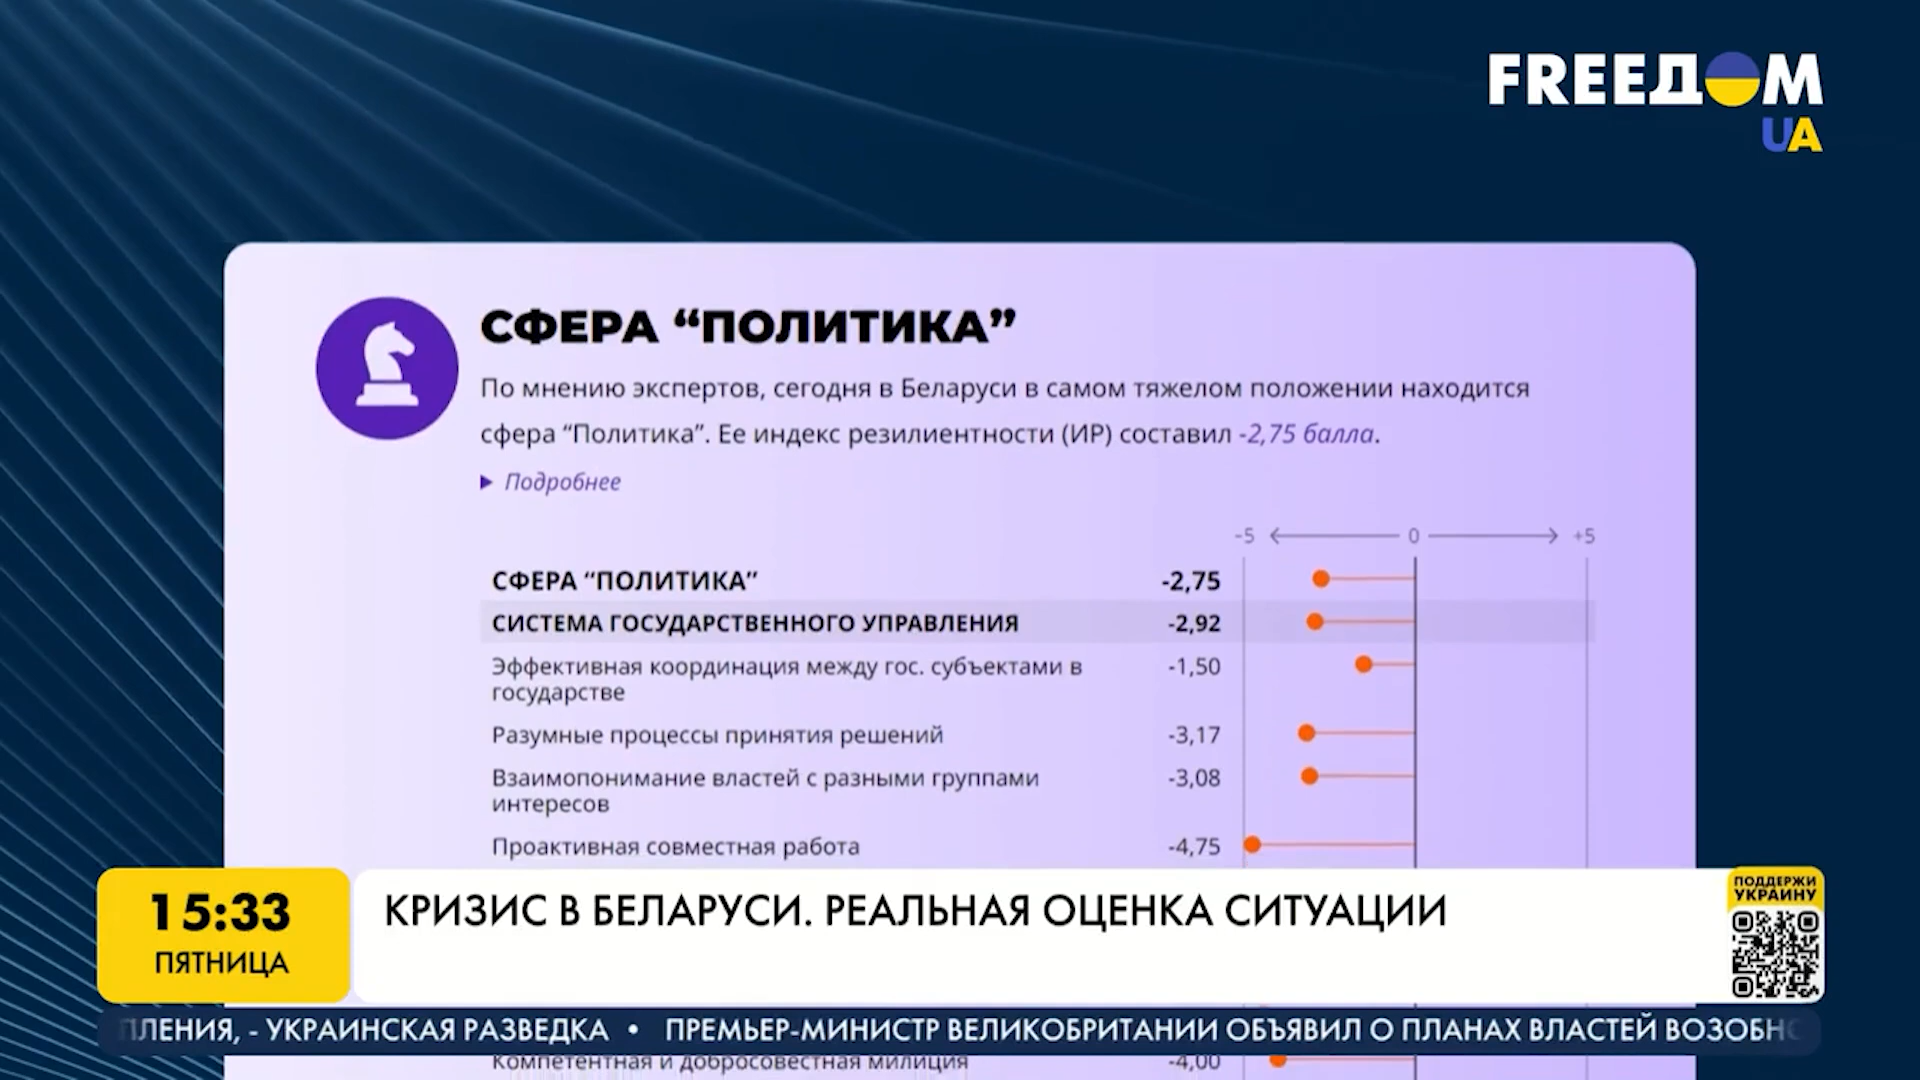 FREEДOM
UA
СФЕРА “ПОЛИТИКА”
По мнению экспертов, сегодня в Беларуси в самом тяжелом положении находится
сфера “Политика”. Ее индекс резилиентности (ИР) составил -2,75 балла.
Подробнее
-5 0 +5
СФЕРА “ПОЛИТИКА” -2,75
СИСТЕМА ГОСУДАРСТВЕННОГО УПРАВЛЕНИЯ -2,92
Эффективная координация между гос. субъектами в -1,50
государстве
Разумные процессы принятия решений -3,17
Взаимопонимание властей с разными группами -3,08
интересов
Проактивная совместная работа -4,75
15:33
ПЯТНИЦА
КРИЗИС В БЕЛАРУСИ. РЕАЛЬНАЯ ОЦЕНКА СИТУАЦИИ
ПОДДЕРЖИ
УКРАИНУ
ПЛЕНИЯ, - УКРАИНСКАЯ РАЗВЕДКА • ПРЕМЬЕР-МИНИСТР ВЕЛИКОБРИТАНИИ ОБЪЯВИЛ О ПЛАНАХ ВЛАСТЕЙ ВОЗОБН
Компетентная и добросовестная милиция -4,00